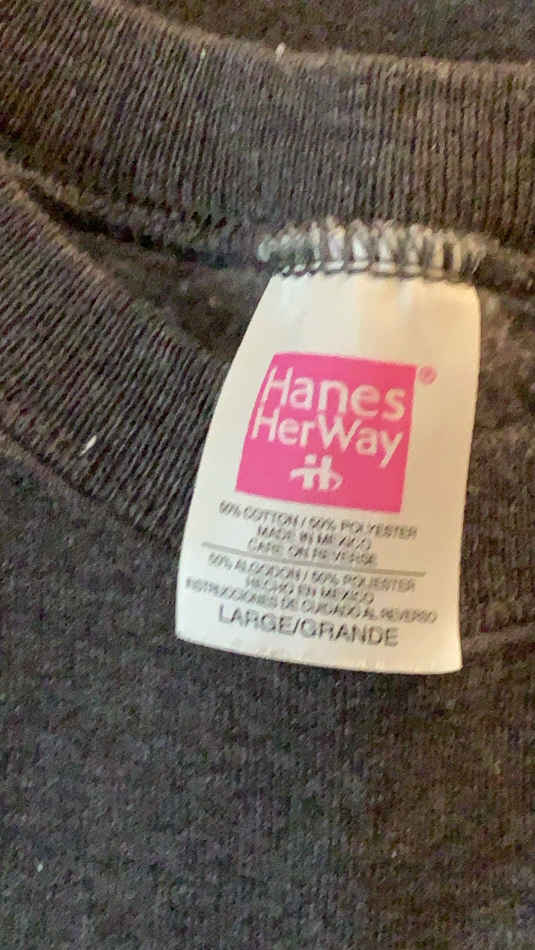 Hanes
HerWay
®
50% COTTON / 50% POLYESTER
MADE IN MEXICO
CARE ON REVERSE
50% ALGODON / 50% POLIESTER
HECHO EN MEXICO
INSTRUCCIONES DE CUIDADO AL REVERSO
LARGE/GRANDE